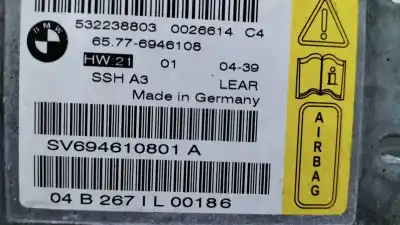 BMW
532238803 0026614 C4
65.77-6946108
HW:21 01 04-39
SSH A3 LEAR
Made in Germany
SV694610801 A
04 B 267 I L 00186
AIRBAG